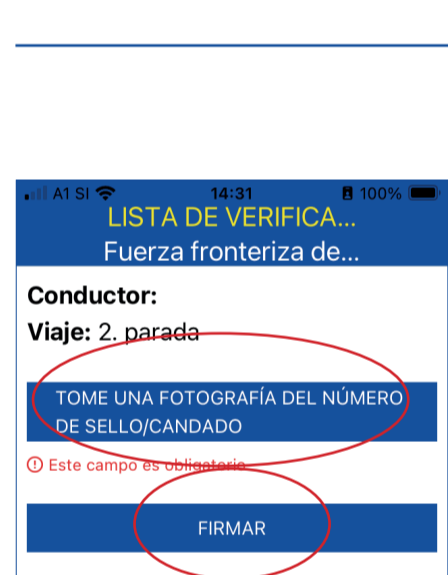 A1 SI 14:31 100%
LISTA DE VERIFICA...
Fuerza fronteriza de...
Conductor:
Viaje: 2. parada
TOME UNA FOTOGRAFÍA DEL NÚMERO
DE SELLO/CANDADO
Este campo es obligatorio
FIRMAR